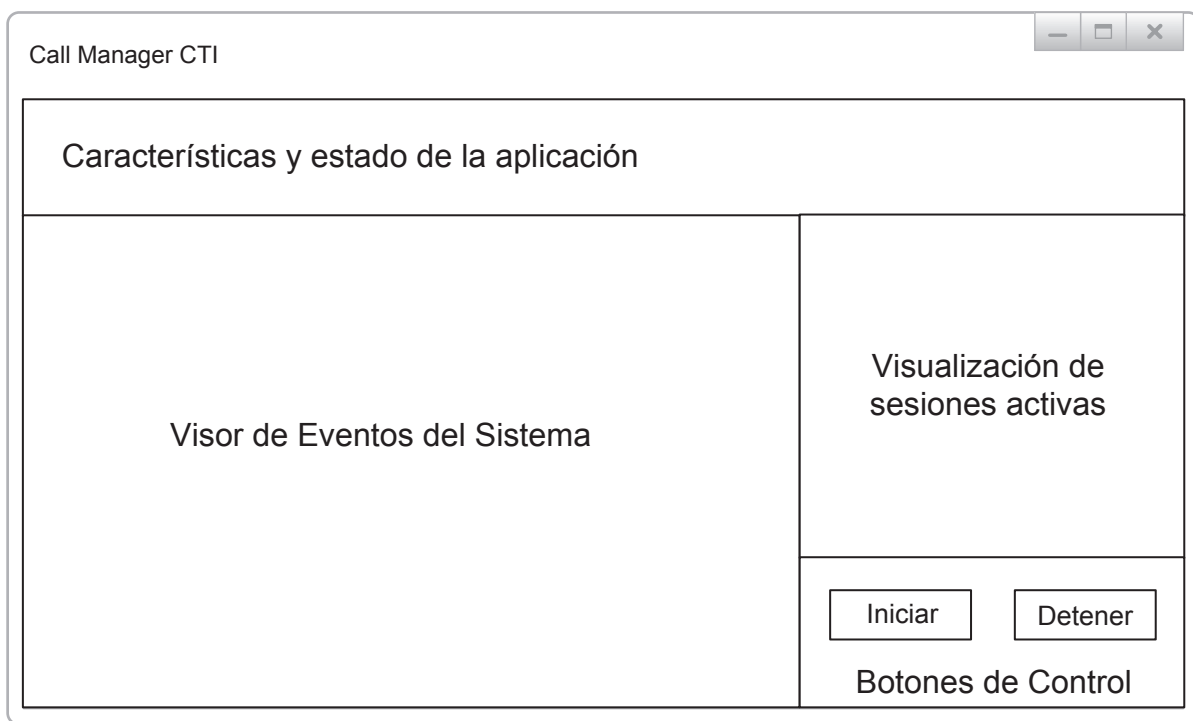 Call Manager CTI
Características y estado de la aplicación
Visor de Eventos del Sistema
Visualización de
sesiones activas
Iniciar
Detener
Botones de Control